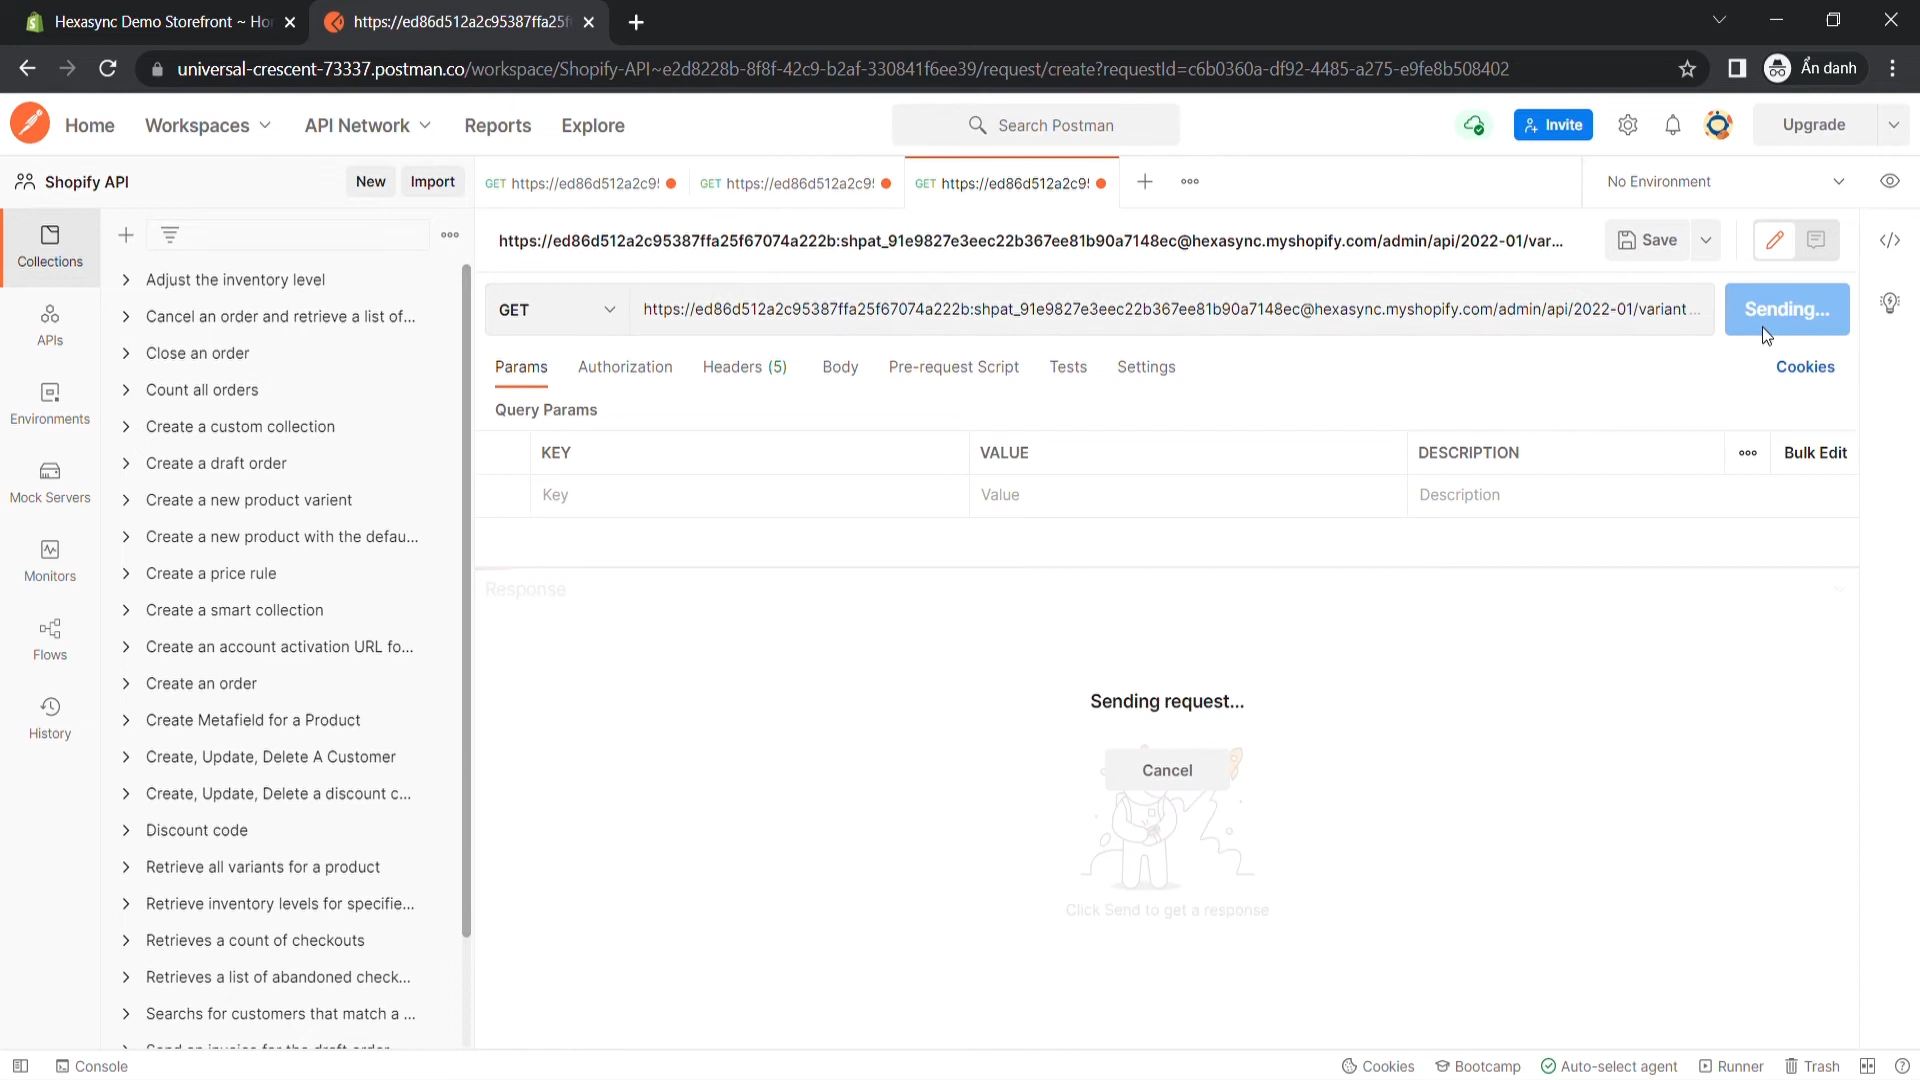 Hexasync Demo Storefront ~ Ho
https://ed86d512a2c95387ffa25f
universal-crescent-73337.postman.co/workspace/Shopify-API~e2d8228b-8f8f-42c9-b2af-330841f6ee39/request/create?requestId=c6b0360a-df92-4485-a275-e9fe8b508402
Ẩn danh
Home
Workspaces
API Network
Reports
Explore
Search Postman
Invite
Upgrade
Shopify API
New
Import
GET https://ed86d512a2c9!
GET https://ed86d512a2c9!
GET https://ed86d512a2c9!
No Environment
Collections
APIs
Environments
Mock Servers
Monitors
Flows
History
Adjust the inventory level
Cancel an order and retrieve a list of...
Close an order
Count all orders
Create a custom collection
Create a draft order
Create a new product varient
Create a new product with the defau...
Create a price rule
Create a smart collection
Create an account activation URL fo...
Create an order
Create Metafield for a Product
Create, Update, Delete A Customer
Create, Update, Delete a discount c...
Discount code
Retrieve all variants for a product
Retrieve inventory levels for specifie...
Retrieves a count of checkouts
Retrieves a list of abandoned check...
Searchs for customers that match a ...
https://ed86d512a2c95387ffa25f67074a222b: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@hexasync.myshopify.com/admin/api/2022-01/var...
Save
GET
https://ed86d512a2c95387ffa25f67074a222b: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@hexasync.myshopify.com/admin/api/2022-01/variant ...
Sending...
Params
Authorization
Headers (5)
Body
Pre-request Script
Tests
Settings
Cookies
Query Params
KEY
VALUE
DESCRIPTION
Bulk Edit
Key
Value
Description
Response
Sending request...
Cancel
Click Send to get a response
Console
Cookies
Bootcamp
Auto-select agent
Runner
Trash